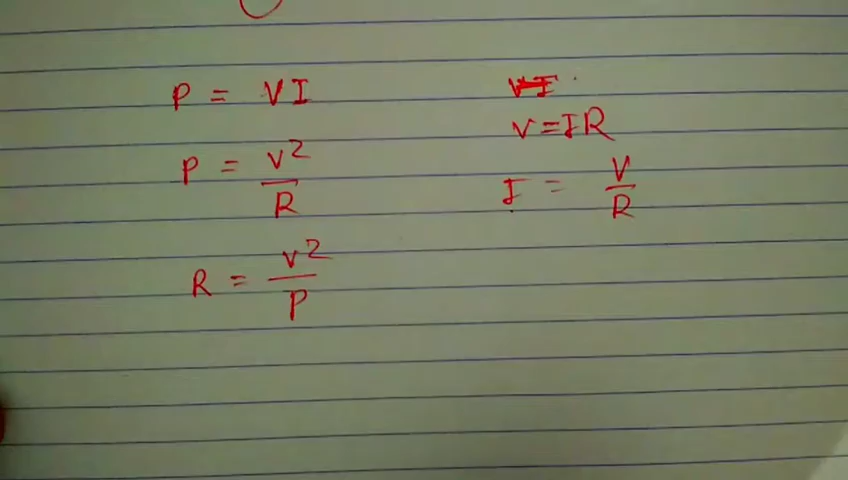 P = VI
P = V²/R
R = V²/P
V=IR
I = V/R